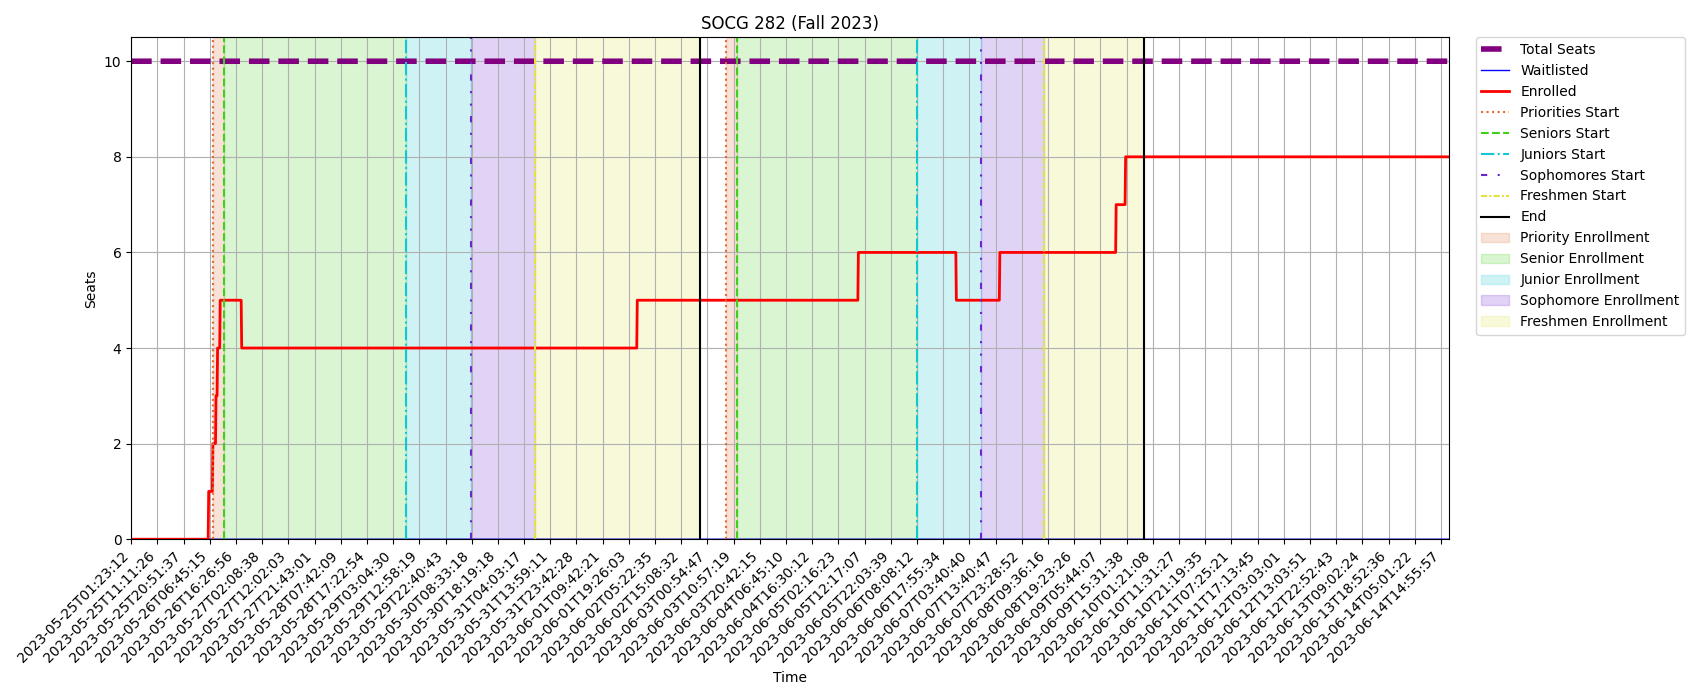 SOCG 282 (Fall 2023)
Seats
10
8
6
4
2
0
2023-05-25T01:23:12
2023-05-25T11:11:26
2023-05-25T20:51:37
2023-05-26T06:45:15
2023-05-26T16:26:56
2023-05-27T02:08:38
2023-05-27T12:02:03
2023-05-27T21:43:01
2023-05-28T07:42:09
2023-05-28T17:22:54
2023-05-29T03:04:30
2023-05-29T12:58:19
2023-05-29T22:40:43
2023-05-30T08:33:18
2023-05-30T18:19:18
2023-05-31T04:03:17
2023-05-31T13:59:11
2023-05-31T23:42:28
2023-06-01T09:42:21
2023-06-01T19:26:03
2023-06-02T05:22:35
2023-06-02T15:08:32
2023-06-03T00:54:47
2023-06-03T10:57:19
2023-06-03T20:42:15
2023-06-04T06:45:10
2023-06-04T16:30:12
2023-06-05T02:16:23
2023-06-05T12:17:07
2023-06-05T22:03:39
2023-06-06T08:08:12
2023-06-06T17:55:34
2023-06-07T03:40:40
2023-06-07T13:40:47
2023-06-07T23:28:52
2023-06-08T09:36:16
2023-06-08T19:23:26
2023-06-09T05:44:07
2023-06-09T15:31:38
2023-06-10T01:21:08
2023-06-10T11:31:27
2023-06-10T21:19:35
2023-06-11T07:25:21
2023-06-11T17:13:45
2023-06-12T03:03:01
2023-06-12T13:03:51
2023-06-12T22:52:43
2023-06-13T09:02:24
2023-06-13T18:52:36
2023-06-14T05:01:22
2023-06-14T14:55:57
Time
Total Seats
Waitlisted
Enrolled
Priorities Start
Seniors Start
Juniors Start
Sophomores Start
Freshmen Start
End
Priority Enrollment
Senior Enrollment
Junior Enrollment
Sophomore Enrollment
Freshmen Enrollment